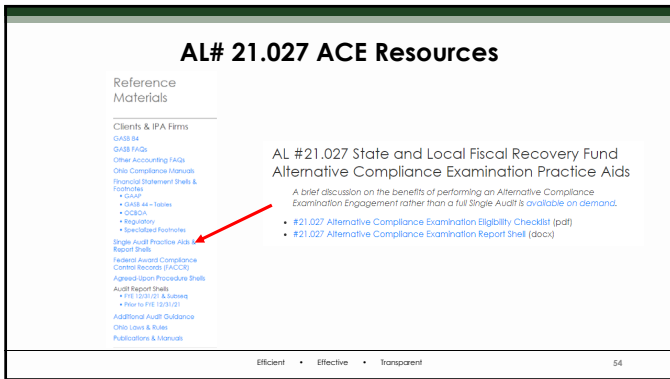 AL# 21.027 ACE Resources
Reference
Materials
Clients & IPA Firms
GASB 84
GASB FAQs
Other Accounting FAQs
Ohio Compliance Manuals
Financial Statement Shells &
Footnotes
• GAAP
• GASB 44 – Tables
• OCBOA
• Regulatory
• Specialized Footnotes
Single Audit Practice Aids &
Report Shells
Federal Award Compliance
Control Records (FACCR)
Agreed-Upon Procedure Shells
Audit Report Shells
• FYE 12/31/21 & Subseq
• Prior to FYE 12/31/21
Additional Audit Guidance
Ohio Laws & Rules
Publications & Manuals
AL #21.027 State and Local Fiscal Recovery Fund
Alternative Compliance Examination Practice Aids
A brief discussion on the benefits of performing an Alternative Compliance
Examination Engagement rather than a full Single Audit is available on demand.
• #21.027 Alternative Compliance Examination Eligibility Checklist (pdf)
• #21.027 Alternative Compliance Examination Report Shell (docx)
Efficient • Effective • Transparent
54